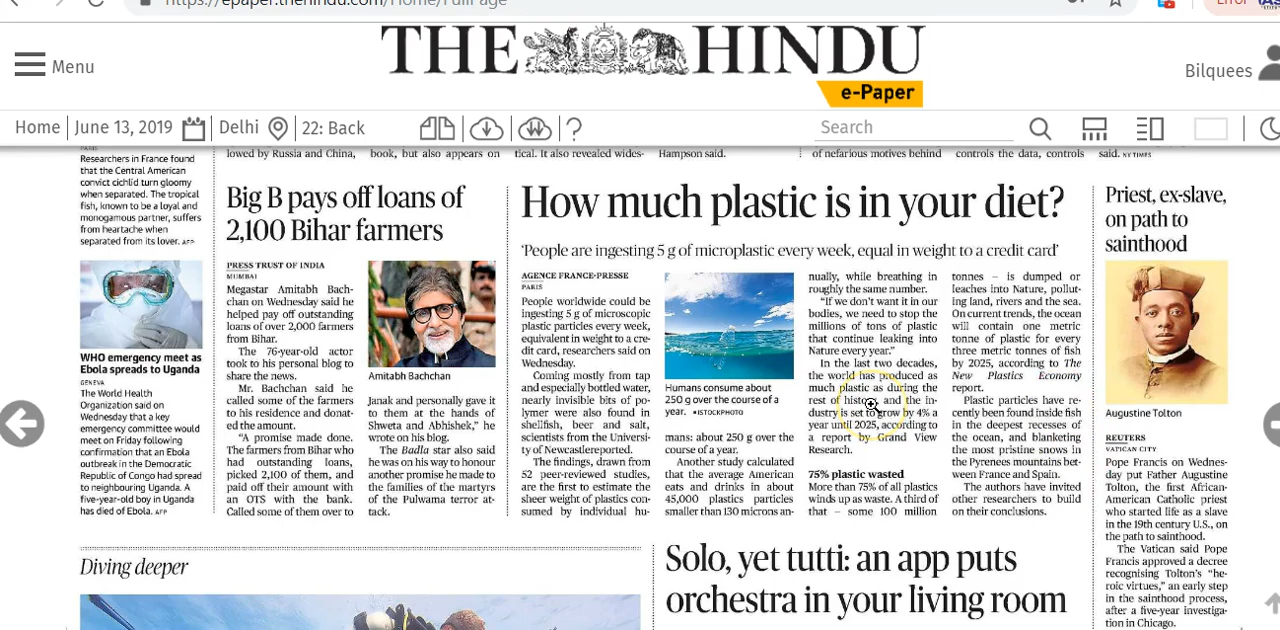 https://epaper.thehindu.com/Home/FullPage
Error
Menu
THE HINDU
e-Paper
Bilquees
Home
June 13, 2019
Delhi
22: Back
?
Search
PARIS
Researchers in France found
that the Central American
convict cichlid turn gloomy
when separated. The tropical
fish, known to be a loyal and
monogamous partner, suffers
from heartache when
separated from its lover. AFP
WHO emergency meet as
Ebola spreads to Uganda
GENEVA
The World Health
Organization said on
Wednesday that a key
emergency committee would
meet on Friday following
confirmation that an Ebola
outbreak in the Democratic
Republic of Congo had spread
to neighbouring Uganda. A
five-year-old boy in Uganda
has died of Ebola. AFP
lowed by Russia and China,
book, but also appears on
tical. It also revealed wides-
Hampson said.
of nefarious motives behind
controls the data, controls
said. NY TIMES
Big B pays off loans of
2,100 Bihar farmers
PRESS TRUST OF INDIA
MUMBAI
Megastar Amitabh Bach-
chan on Wednesday said he
helped pay off outstanding
loans of over 2,000 farmers
from Bihar.
The 76-year-old actor
took to his personal blog to
share the news.
Mr. Bachchan said he
called some of the farmers
to his residence and donat-
ed the amount.
"A promise made done.
The farmers from Bihar who
had outstanding loans,
picked 2,100 of them, and
paid off their amount with
an OTS with the bank.
Called some of them over to
Amitabh Bachchan
Janak and personally gave it
to them at the hands of
Shweta and Abhishek," he
wrote on his blog.
The Badla star also said
he was on his way to honour
another promise he made to
the families of the martyrs
of the Pulwama terror at-
tack.
How much plastic is in your diet?
'People are ingesting 5 g of microplastic every week, equal in weight to a credit card'
AGENCE FRANCE-PRESSE
PARIS
People worldwide could be
ingesting 5 g of microscopic
plastic particles every week,
equivalent in weight to a cre-
dit card, researchers said on
Wednesday.
Coming mostly from tap
and especially bottled water,
nearly invisible bits of po-
lymer were also found in
shellfish, beer and salt,
scientists from the Universi-
ty of Newcastlereported.
The findings, drawn from
52 peer-reviewed studies,
are the first to estimate the
sheer weight of plastics con-
sumed by individual hu-
Humans consume about
250 g over the course of a
year. ISTOCKPHOTO
mans: about 250 g over the
course of a year.
Another study calculated
that the average American
eats and drinks in about
45,000 plastics particles
smaller than 130 microns an-
nually, while breathing in
roughly the same number.
"If we don't want it in our
bodies, we need to stop the
millions of tons of plastic
that continue leaking into
Nature every year."
In the last two decades,
the world has produced as
much plastic as during the
rest of history, and the in-
dustry is set to grow by 4% a
year until 2025, according to
a report by Grand View
Research.
75% plastic wasted
More than 75% of all plastics
winds up as waste. A third of
that – some 100 million
tonnes – is dumped or
leaches into Nature, pollut-
ing land, rivers and the sea.
On current trends, the ocean
will contain one metric
tonne of plastic for every
three metric tonnes of fish
by 2025, according to The
New Plastics Economy
report.
Plastic particles have re-
cently been found inside fish
in the deepest recesses of
the ocean, and blanketing
the most pristine snows in
the Pyrenees mountains bet-
ween France and Spain.
The authors have invited
other researchers to build
on their conclusions.
Priest, ex-slave,
on path to
sainthood
Augustine Tolton
REUTERS
VATICAN CITY
Pope Francis on Wednes-
day put Father Augustine
Tolton, the first African-
American Catholic priest
who started life as a slave
in the 19th century U.S., on
the path to sainthood.
The Vatican said Pope
Francis approved a decree
recognising Tolton's "he-
roic virtues," an early step
in the sainthood process,
after a five-year investiga-
tion in Chicago.
Diving deeper
Solo, yet tutti: an app puts
orchestra in your living room